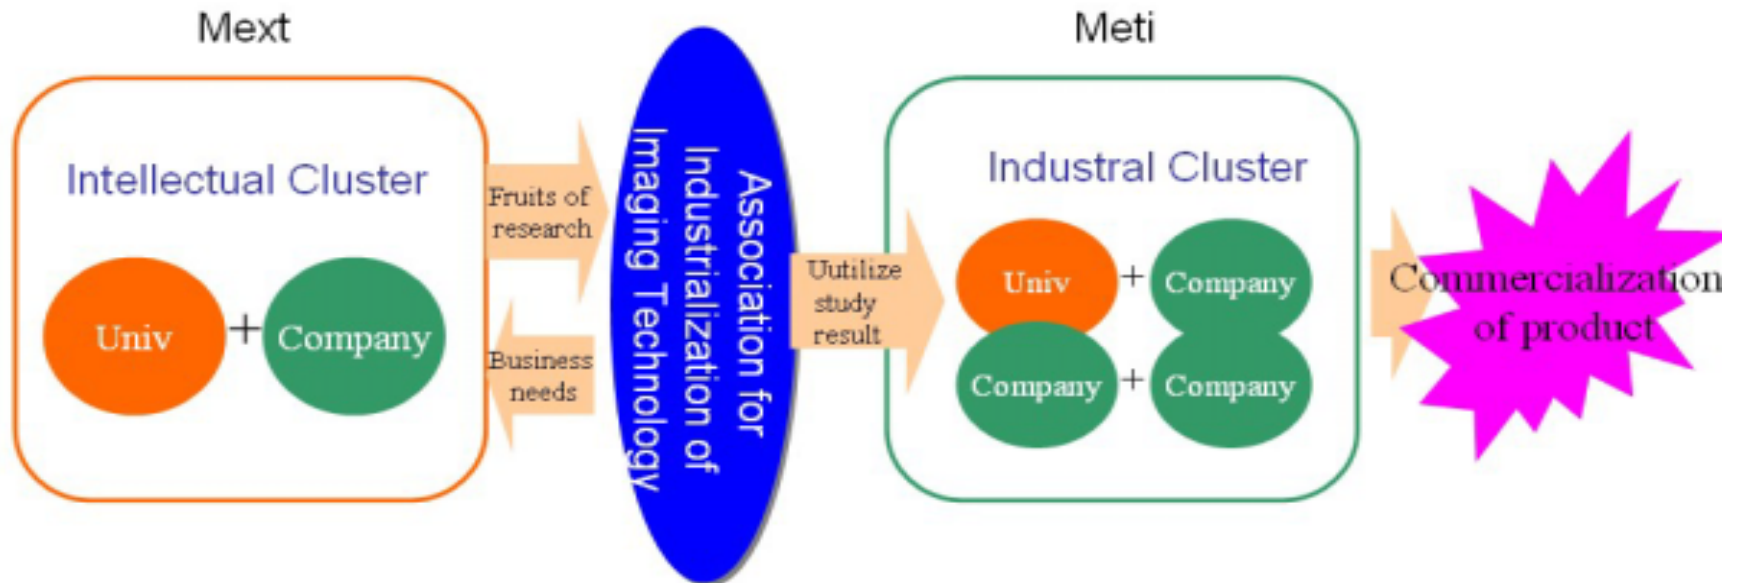 Mext
Meti
Intellectual Cluster
Univ
+
Company
Fruits of
research
Business
needs
Association for
Industrialization of
Imaging Technology
Uutilize
study
result
Industral Cluster
Univ
+
Company
Company
+
Company
Commercialization
of product